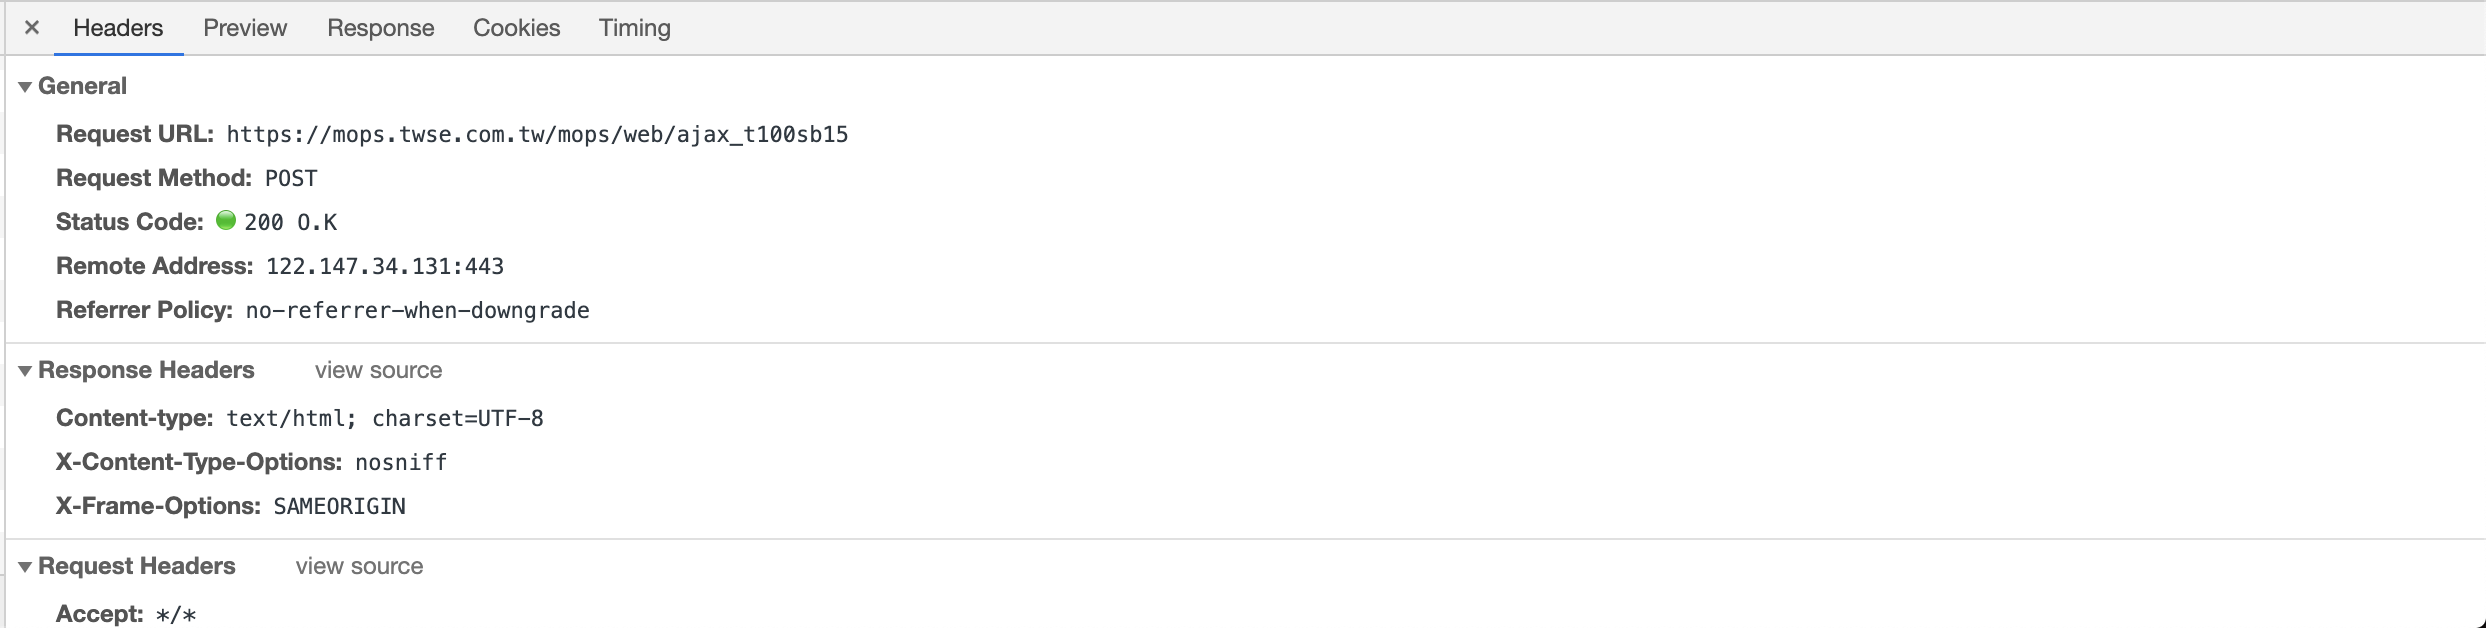 × Headers Preview Response Cookies Timing
▼ General
Request URL: https://mops.twse.com.tw/mops/web/ajax_t100sb15
Request Method: POST
Status Code: 200 O.K
Remote Address: 122.147.34.131:443
Referrer Policy: no-referrer-when-downgrade
▼ Response Headers view source
Content-type: text/html; charset=UTF-8
X-Content-Type-Options: nosniff
X-Frame-Options: SAMEORIGIN
▼ Request Headers view source
Accept: */*